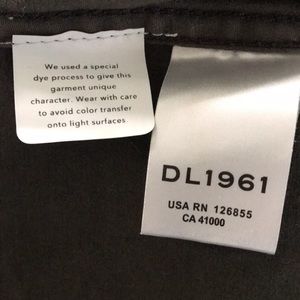 We used a special
dye process to give this
garment unique
character. Wear with care
to avoid color transfer
onto light surfaces
DL1961
USA RN 126855
CA 41000